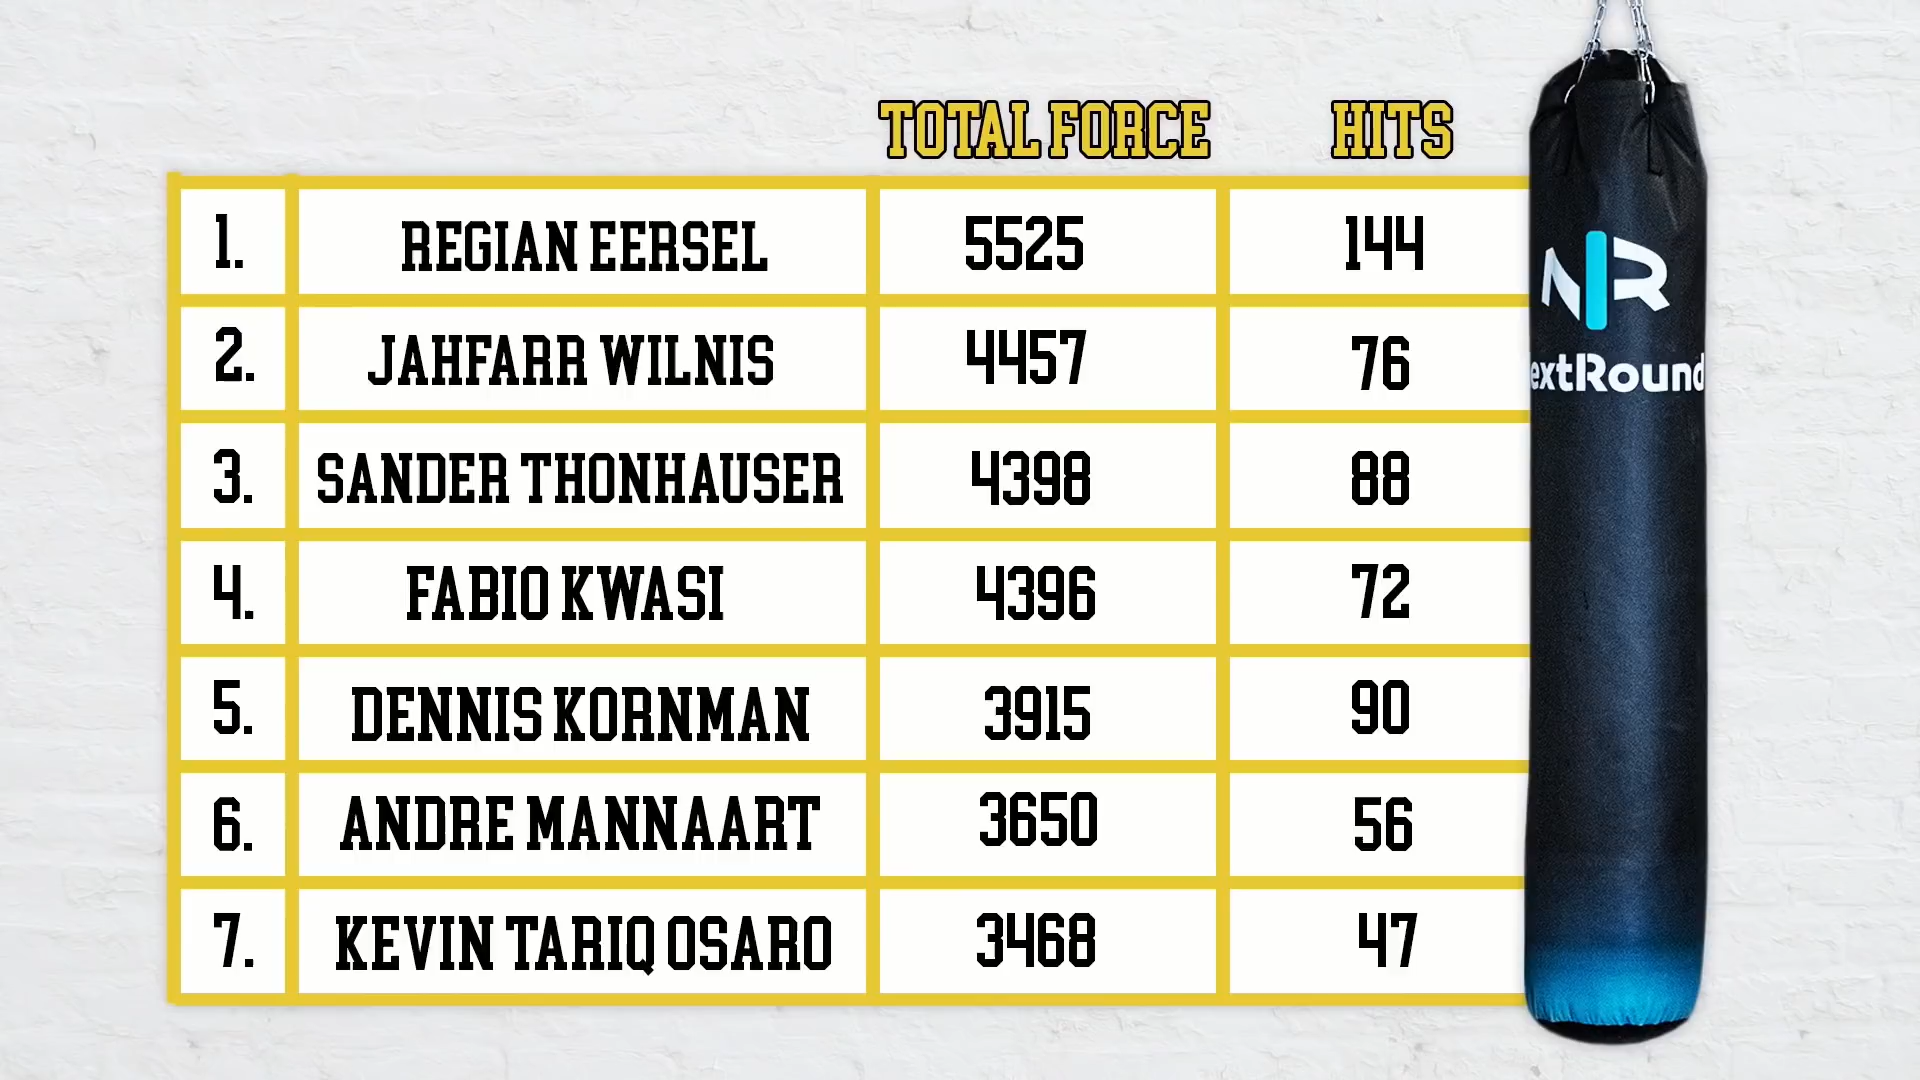 TOTAL FORCE HITS
1. REGIAN EERSEL 5525 144
2. JAHFARR WILNIS 4457 76
3. SANDER THONHAUSER 4398 88
4. FABIO KWASI 4396 72
5. DENNIS KORNMAN 3915 90
6. ANDRE MANNAART 3650 56
7. KEVIN TARIQ OSARO 3468 47
NR
extRound